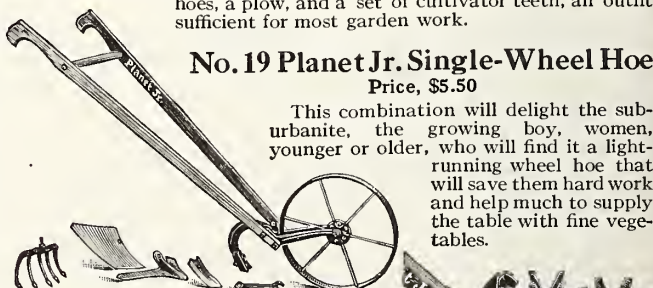 hoes, a plow, and a set of cultivator teeth, an outfit
sufficient for most garden work.
No. 19 Planet Jr. Single-Wheel Hoe
Price, $5.50
Planet Jr.
This combination will delight the sub-
urbanite, the growing boy, women,
younger or older, who will find it a light-
running wheel hoe that
will save them hard work
and help much to supply
the table with fine vege-
tables.